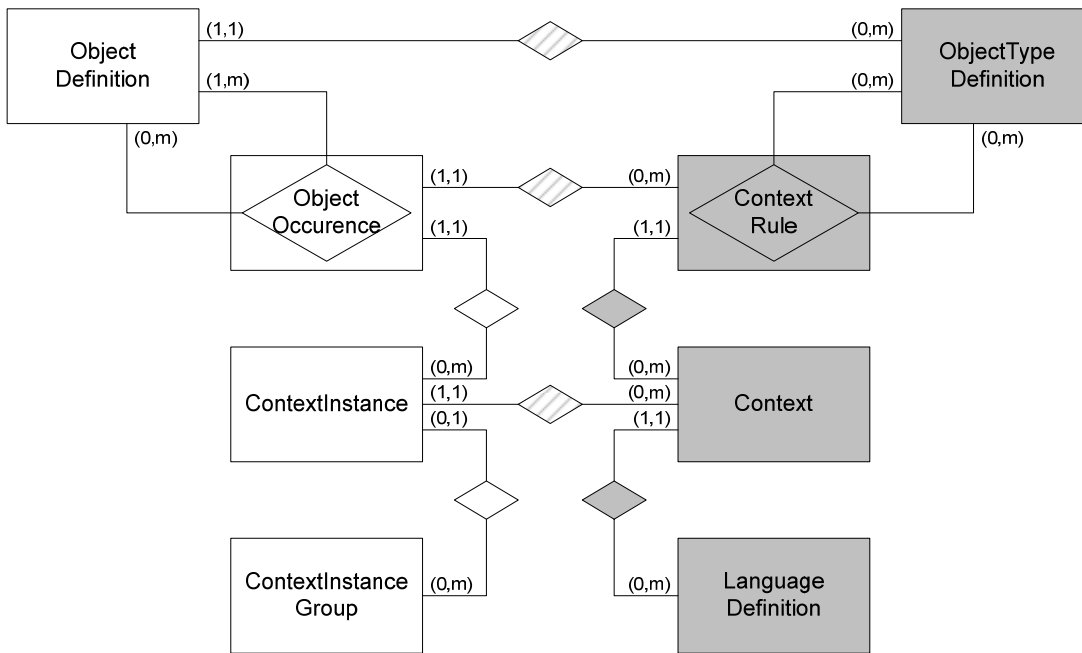 (1,1)
(0,m)
Object
Definition
ObjectType
Definition
(1,m)
(0,m)
(0,m)
(0,m)
Object
Occurence
(1,1)
(0,m)
Context
Rule
(1,1)
(1,1)
(0,m)
(0,m)
ContextInstance
(1,1)
(0,m)
Context
(0,1)
(1,1)
ContextInstance
Group
(0,m)
(0,m)
Language
Definition